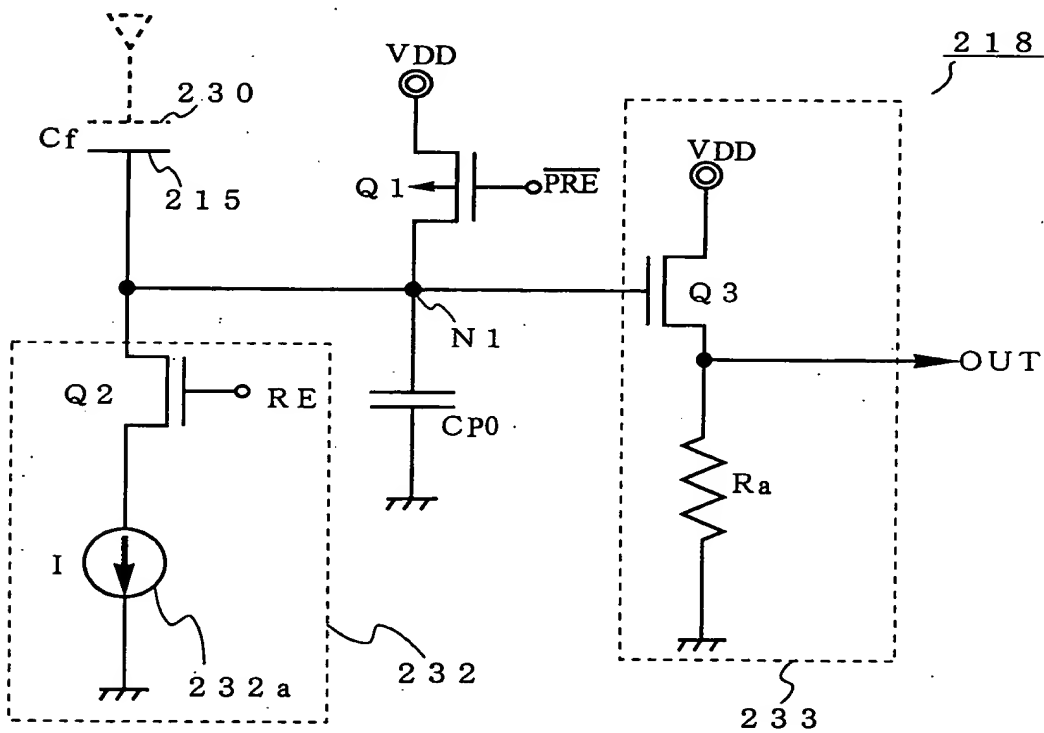 218
VDD
230
Cf
VDD
Q1
PRE
215
Q3
N1
OUT
Q2
RE
CP0
Ra
I
232a
232
233